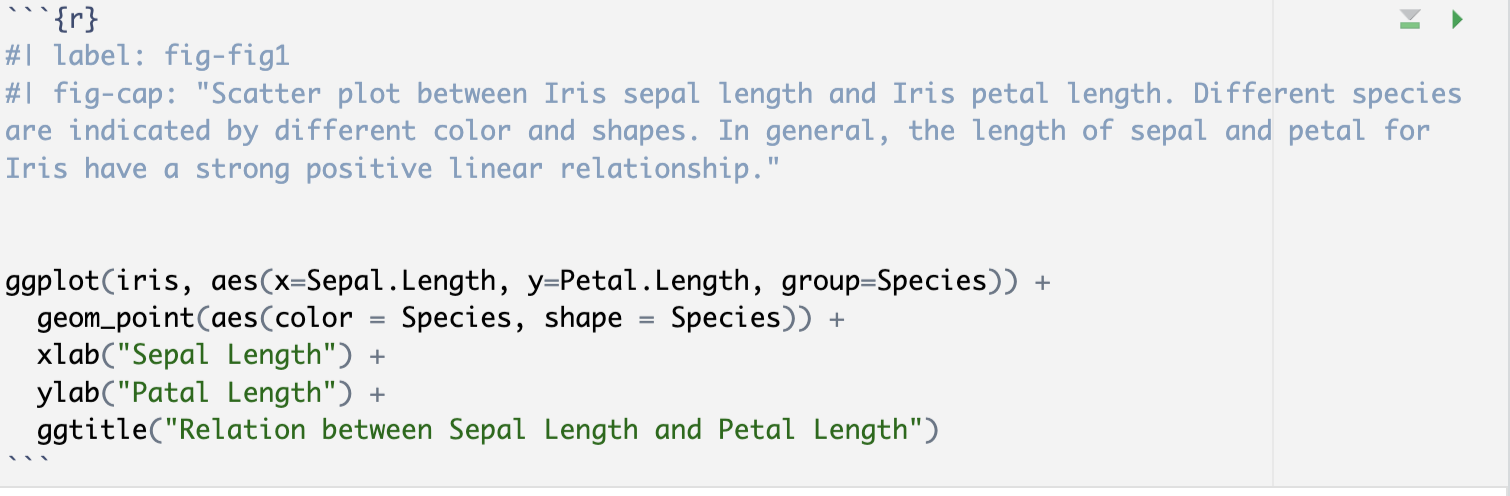 ```{r}
#| label: fig-fig1
#| fig-cap: "Scatter plot between Iris sepal length and Iris petal length. Different species
are indicated by different color and shapes. In general, the length of sepal and petal for
Iris have a strong positive linear relationship."
ggplot(iris, aes(x=Sepal.Length, y=Petal.Length, group=Species)) +
  geom_point(aes(color = Species, shape = Species)) +
  xlab("Sepal Length") +
  ylab("Patal Length") +
  ggtitle("Relation between Sepal Length and Petal Length")
```